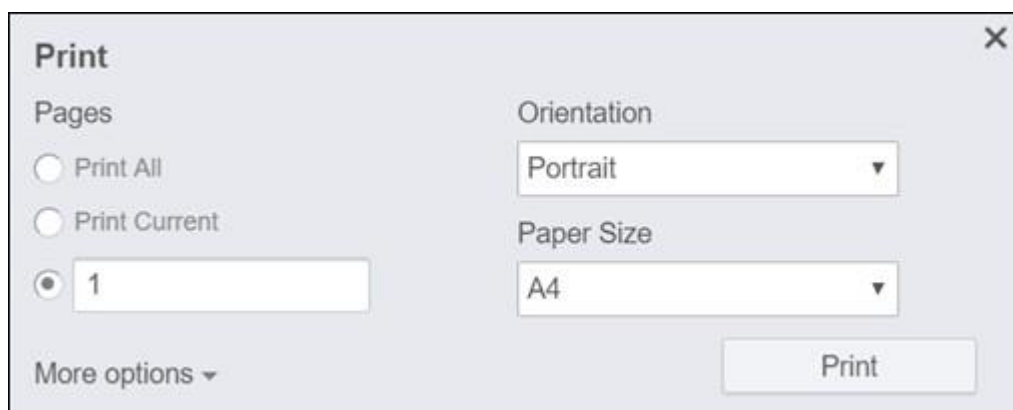 Print
Pages
Print All
Print Current
1
More options
Orientation
Portrait
Paper Size
A4
Print